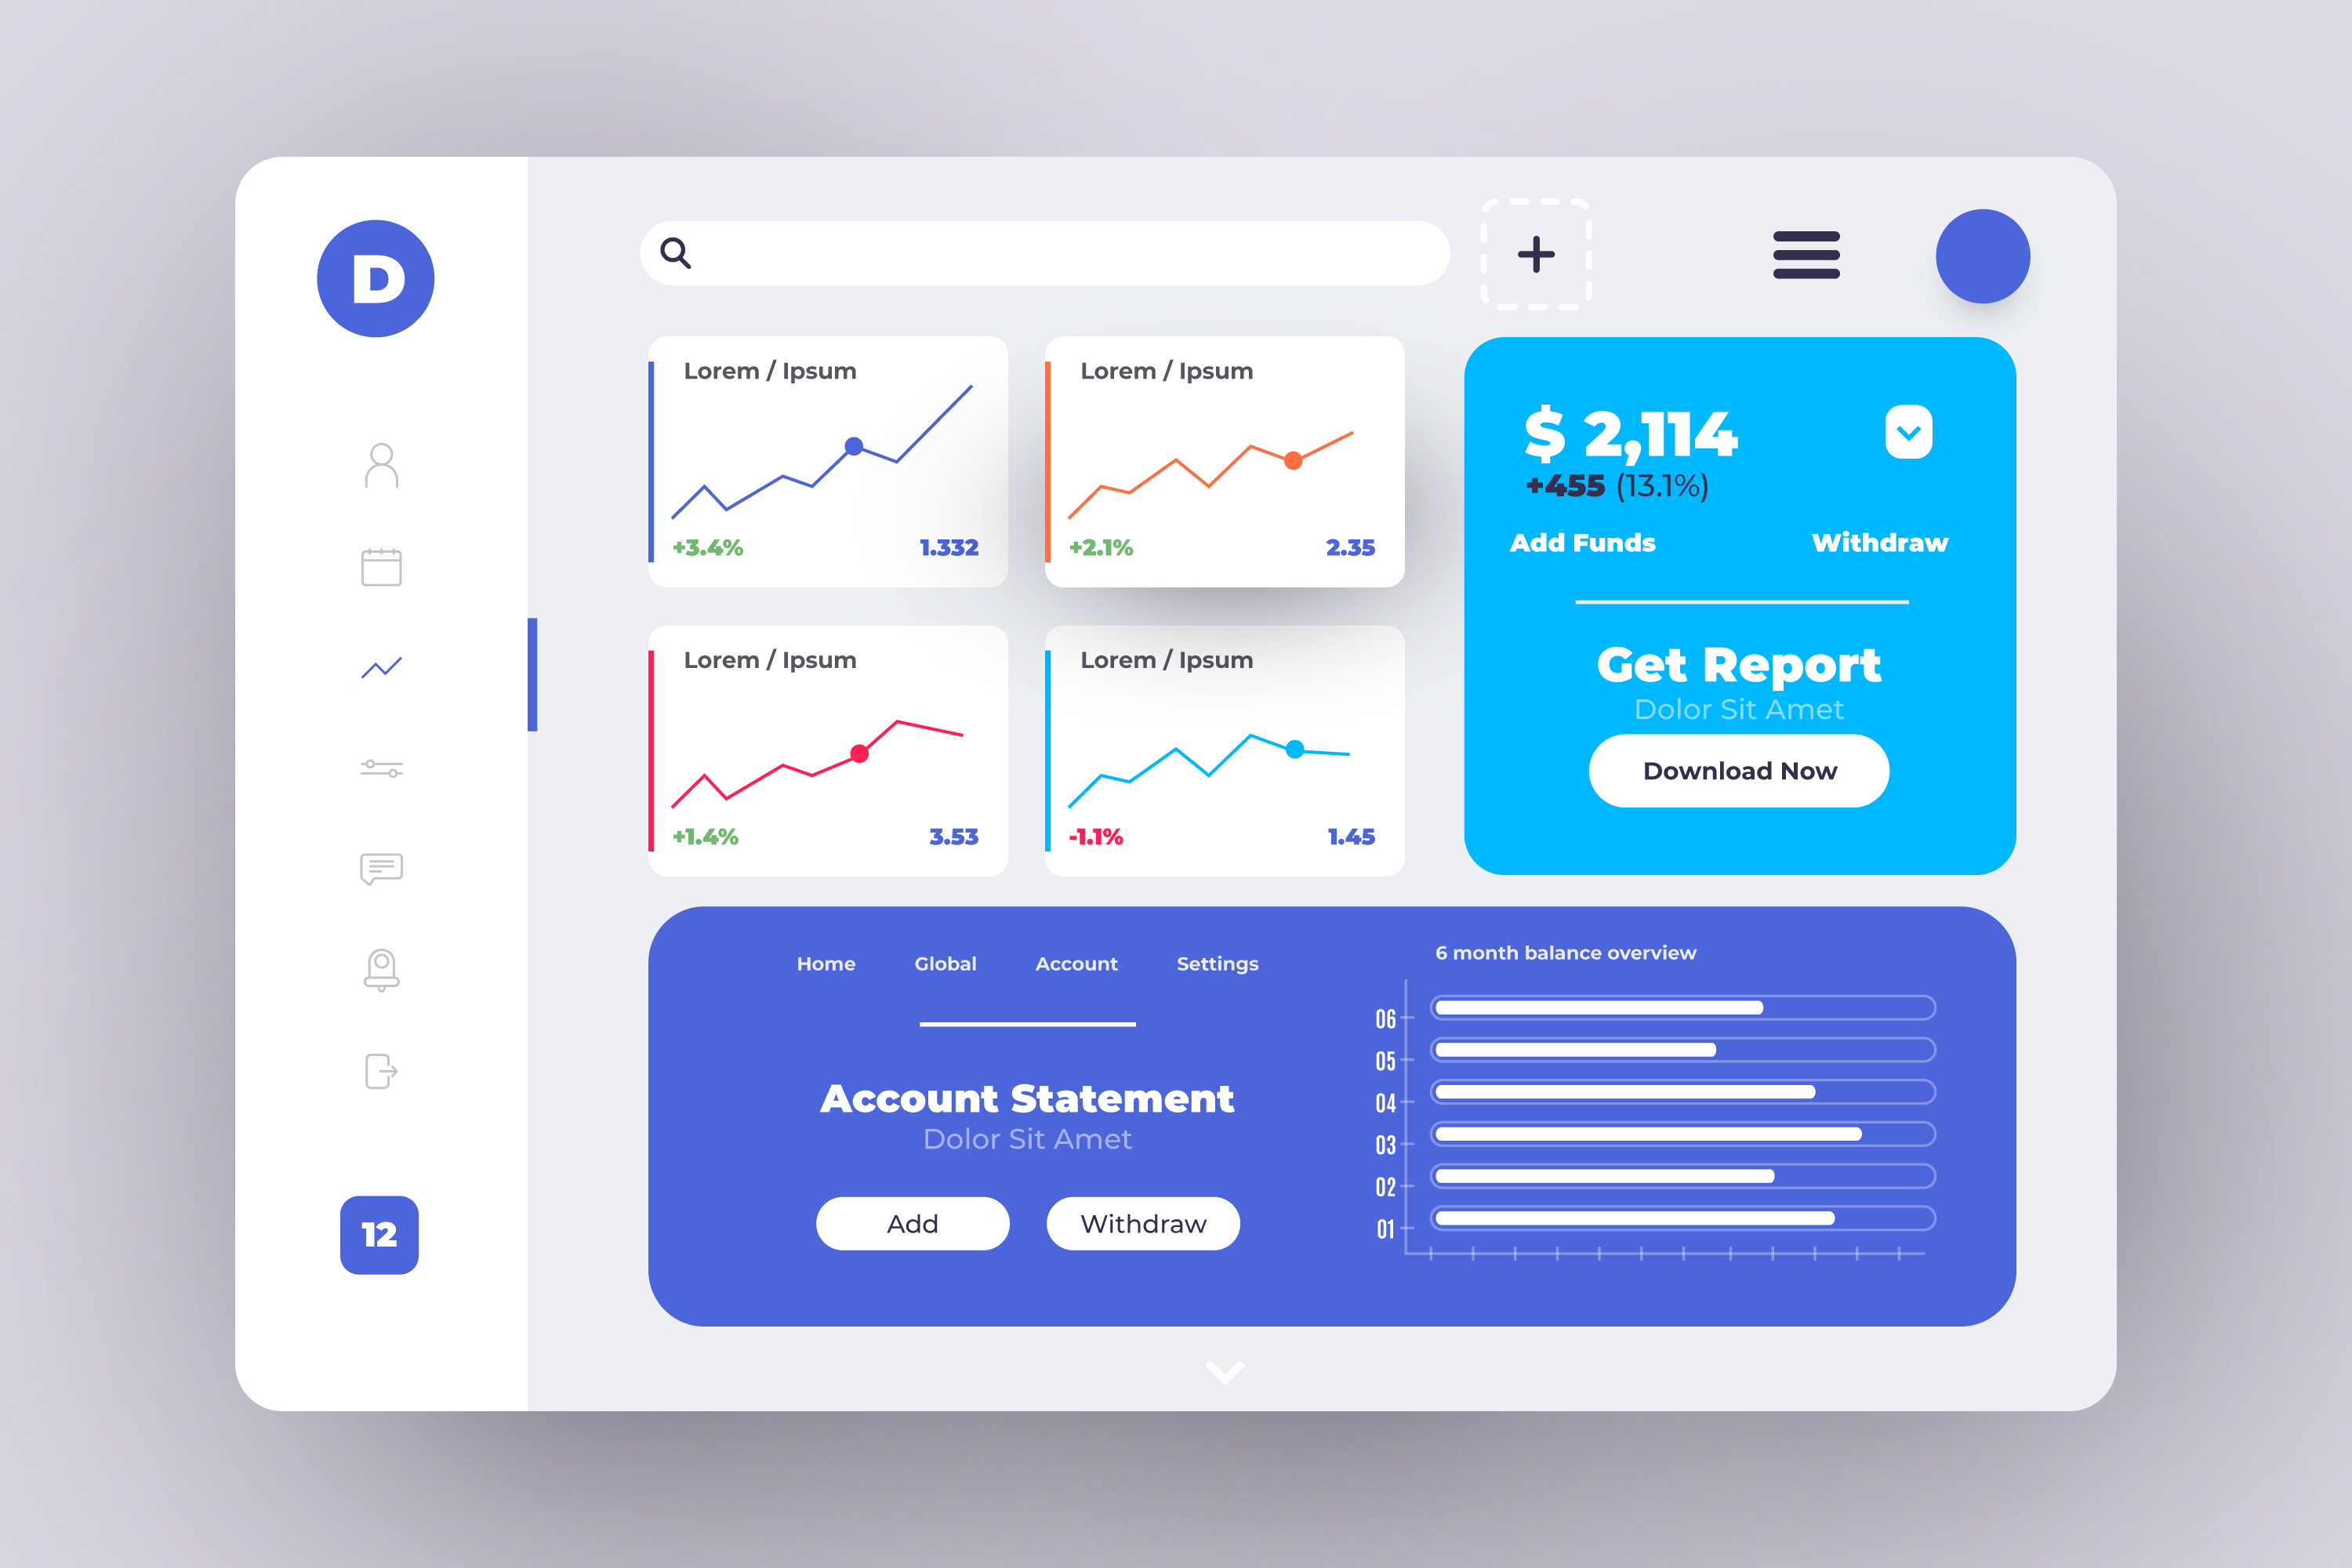 D
Lorem / Ipsum
+3.4% 1.332
Lorem / Ipsum
+2.1% 2.35
$ 2,114
+455 (13.1%)
Add Funds Withdraw
Get Report
Dolor Sit Amet
Download Now
Lorem / Ipsum
+1.4% 3.53
Lorem / Ipsum
-1.1% 1.45
Home Global Account Settings
Account Statement
Dolor Sit Amet
Add Withdraw
6 month balance overview
06
05
04
03
02
01
12